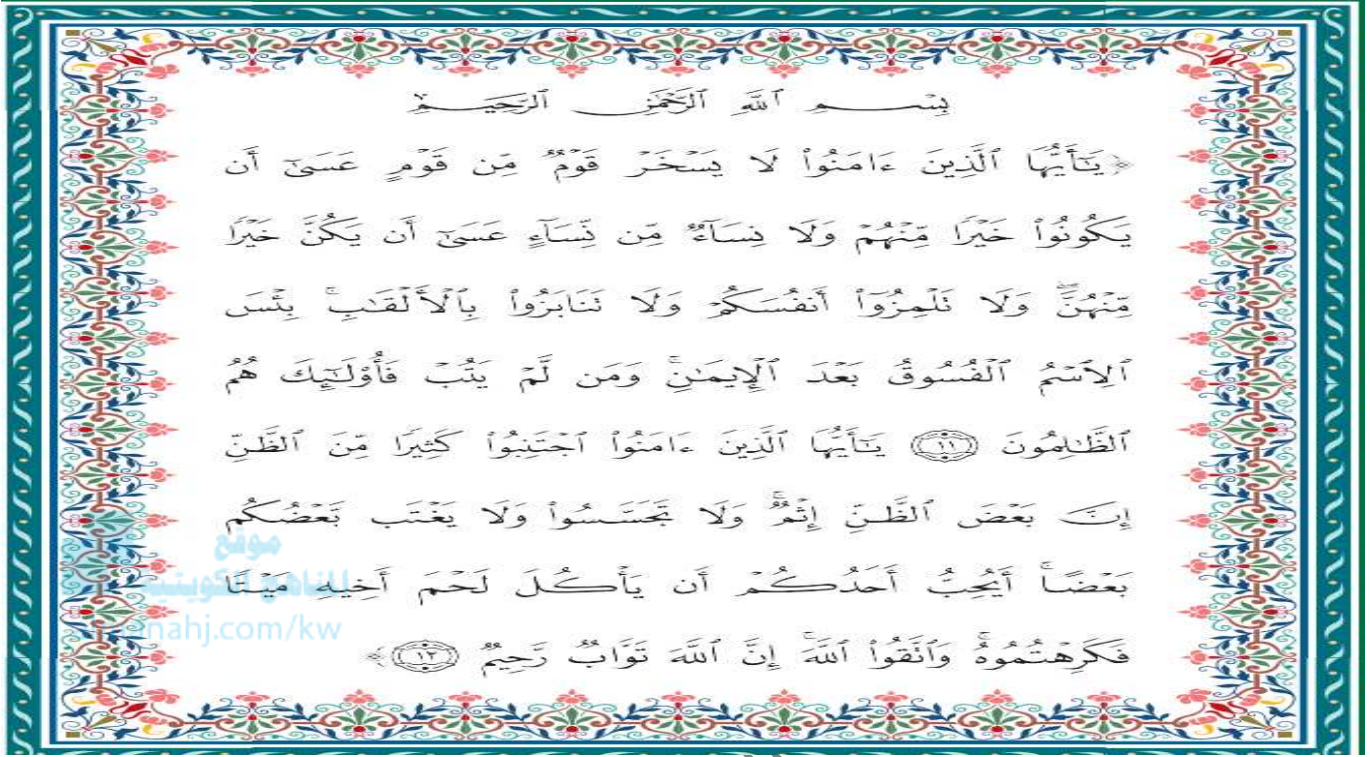 بِسْمِ ٱللَّهِ ٱلرَّحْمَٰنِ ٱلرَّحِيمِ
﴿يَٰٓأَيُّهَا ٱلَّذِينَ ءَامَنُوا۟ لَا يَسْخَرْ قَوْمٌ مِّن قَوْمٍ عَسَىٰٓ أَن
يَكُونُوا۟ خَيْرًا مِّنْهُمْ وَلَا نِسَآءٌ مِّن نِّسَآءٍ عَسَىٰٓ أَن يَكُنَّ خَيْرًا
مِّنْهُنَّ ۖ وَلَا تَلْمِزُوٓا۟ أَنفُسَكُمْ وَلَا تَنَابَزُوا۟ بِٱلْأَلْقَٰبِ ۖ بِئْسَ
ٱلِٱسْمُ ٱلْفُسُوقُ بَعْدَ ٱلْإِيمَٰنِ ۚ وَمَن لَّمْ يَتُبْ فَأُو۟لَٰٓئِكَ هُمُ
ٱلظَّٰلِمُونَ ١١ يَٰٓأَيُّهَا ٱلَّذِينَ ءَامَنُوا۟ ٱجْتَنِبُوا۟ كَثِيرًا مِّنَ ٱلظَّنِّ
إِنَّ بَعْضَ ٱلظَّنِّ إِثْمٌ ۖ وَلَا تَجَسَّسُوا۟ وَلَا يَغْتَب بَّعْضُكُم
بَعْضًا ۚ أَيُحِبُّ أَحَدُكُمْ أَن يَأْكُلَ لَحْمَ أَخِيهِ مَيْتًا
فَكَرِهْتُمُوهُ ۚ وَٱتَّقُوا۟ ٱللَّهَ ۚ إِنَّ ٱللَّهَ تَوَّابٌ رَّحِيمٌ ١٢﴾
موقع
المناهج الكويتية
nahj.com/kw